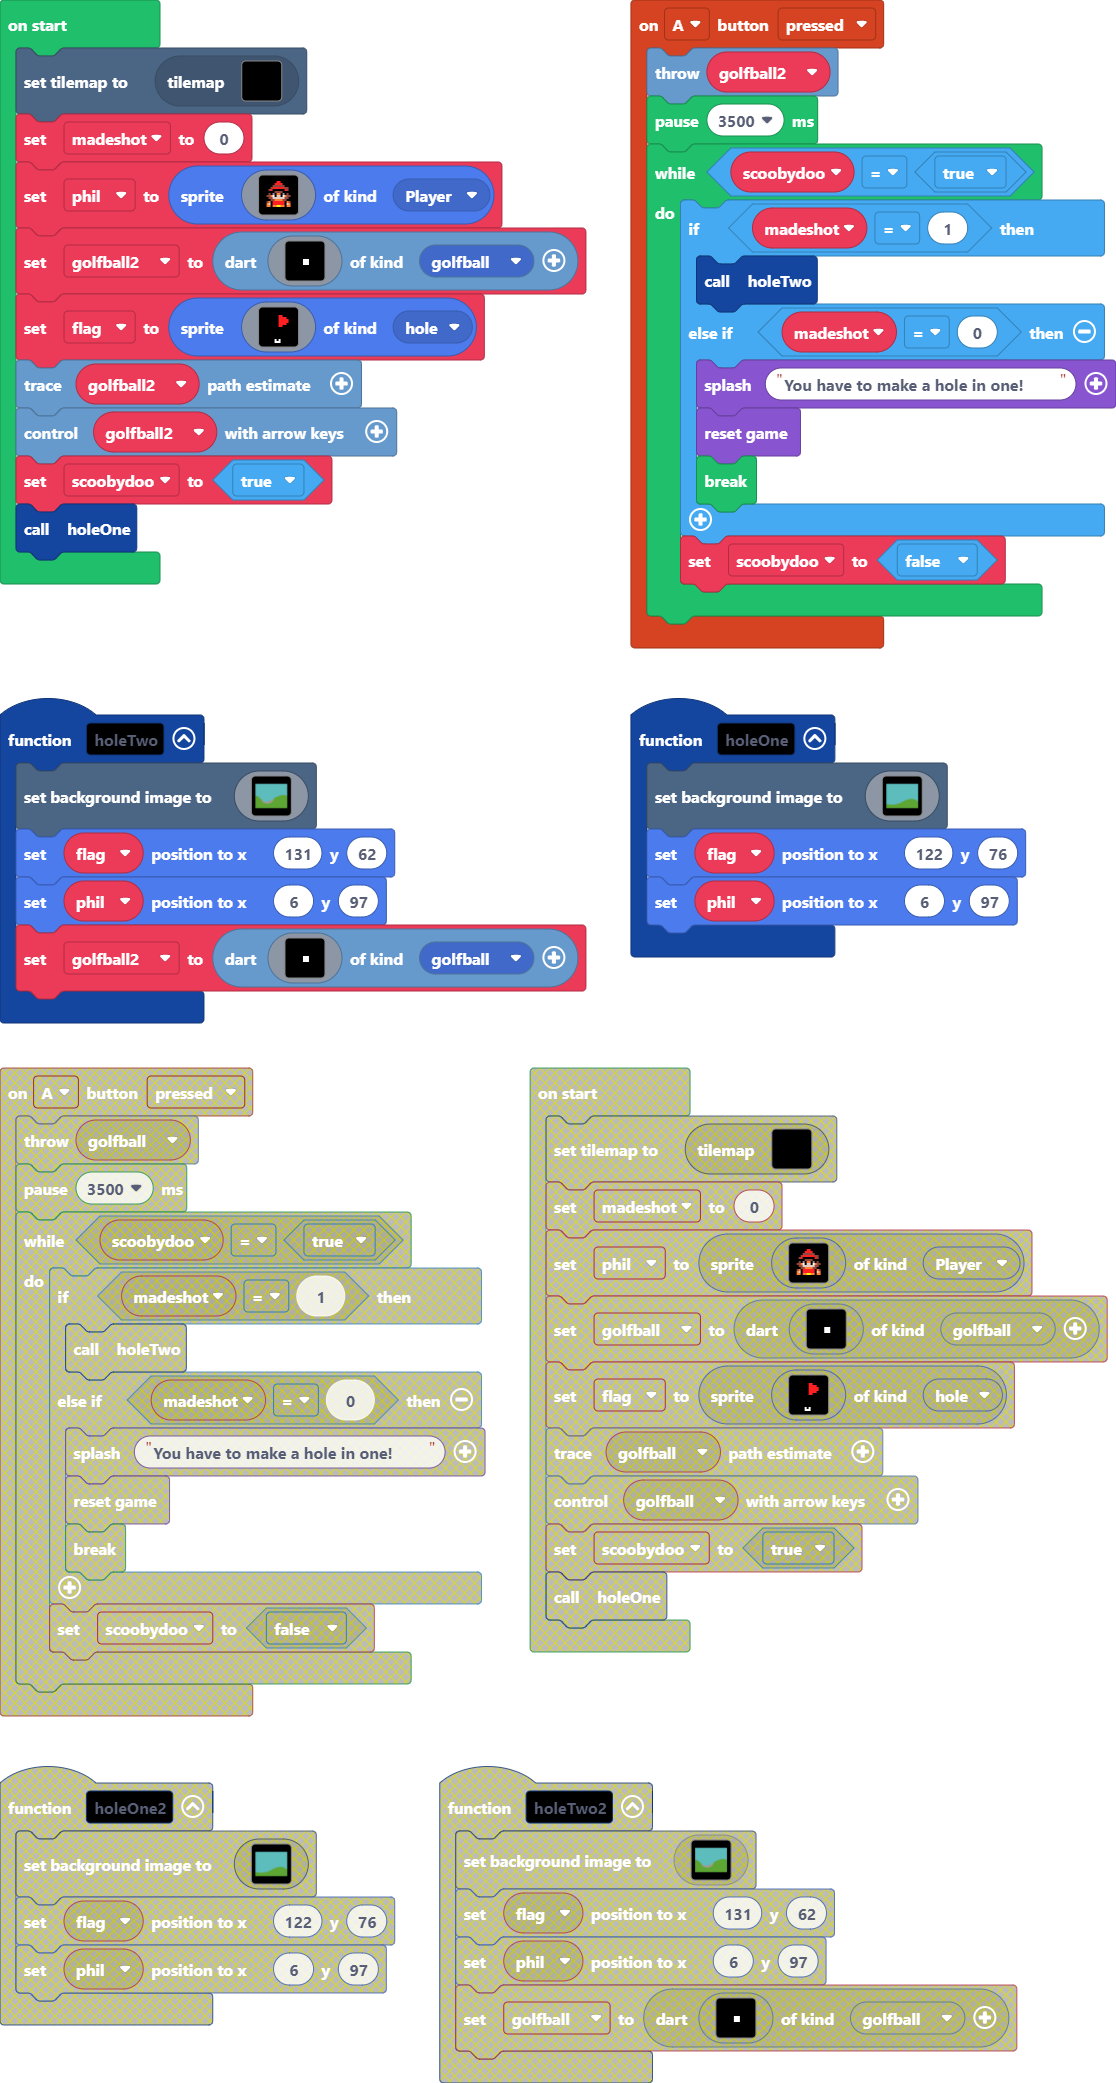 on start
set tilemap to tilemap
set madeshot to 0
set phil to sprite of kind Player
set golfball2 to dart of kind golfball
set flag to sprite of kind hole
trace golfball2 path estimate
control golfball2 with arrow keys
set scoobydoo to true
call holeOne
on A button pressed
throw golfball2
pause 3500 ms
while scoobydoo = true
do
if madeshot = 1 then
call holeTwo
else if madeshot = 0 then
splash "You have to make a hole in one! "
reset game
break
set scoobydoo to false
function holeTwo
set background image to
set flag position to x 131 y 62
set phil position to x 6 y 97
set golfball2 to dart of kind golfball
function holeOne
set background image to
set flag position to x 122 y 76
set phil position to x 6 y 97
on A button pressed
throw golfball
pause 3500 ms
while scoobydoo = true
do
if madeshot = 1 then
call holeTwo
else if madeshot = 0 then
splash "You have to make a hole in one! "
reset game
break
set scoobydoo to false
on start
set tilemap to tilemap
set madeshot to 0
set phil to sprite of kind Player
set golfball to dart of kind golfball
set flag to sprite of kind hole
trace golfball path estimate
control golfball with arrow keys
set scoobydoo to true
call holeOne
function holeOne2
set background image to
set flag position to x 122 y 76
set phil position to x 6 y 97
function holeTwo2
set background image to
set flag position to x 131 y 62
set phil position to x 6 y 97
set golfball to dart of kind golfball